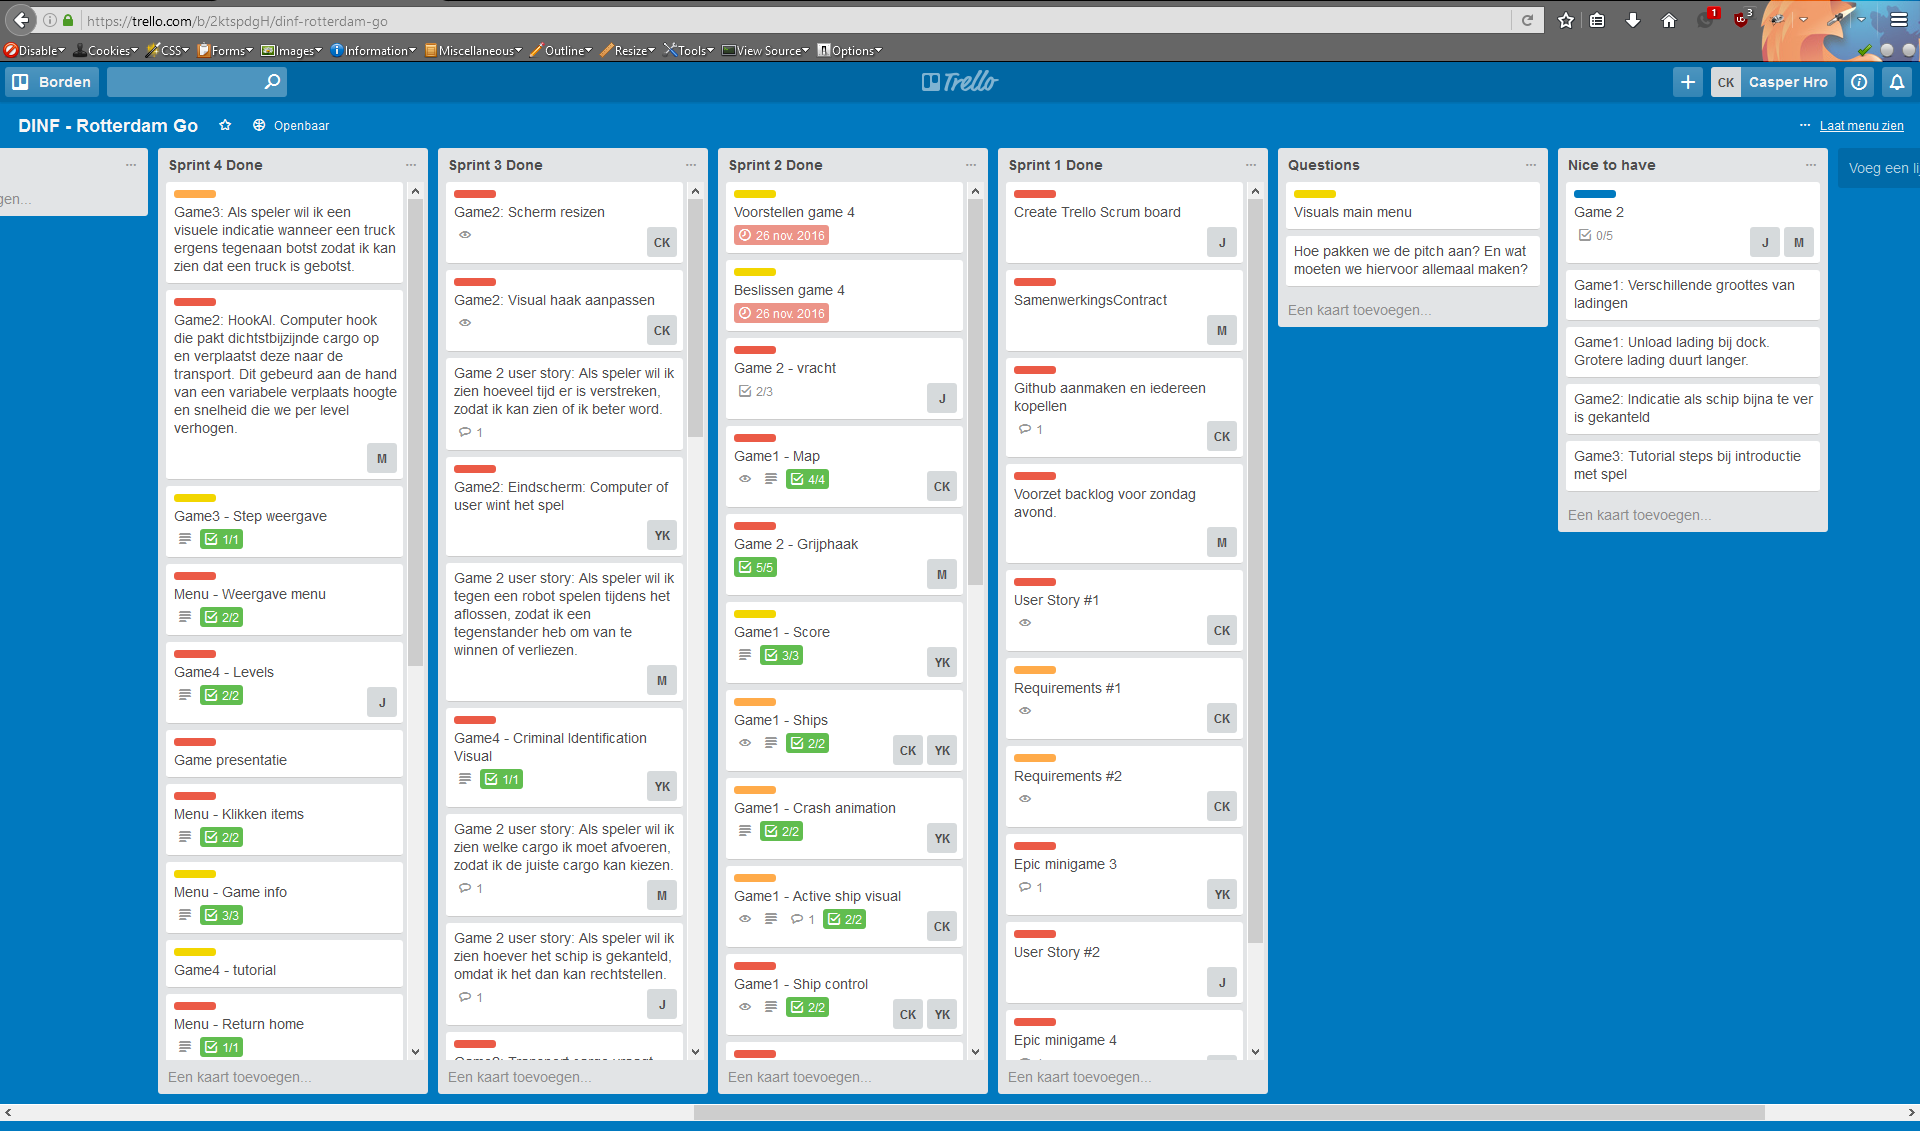 https://trello.com/b/2ktspdgH/dinf-rotterdam-go
1
3
Disable
Cookies
CSS
Forms
Images
Information
Miscellaneous
Outline
Resize
Tools
View Source
Options
Borden
Trello
CK
Casper Hro
DINF - Rotterdam Go
Openbaar
... Laat menu zien
gen...
Sprint 4 Done
Game3: Als speler wil ik een
visuele indicatie wanneer een truck
ergens tegenaan botst zodat ik kan
zien dat een truck is gebotst.
Game2: HookAI. Computer hook
die pakt dichtstbijzijnde cargo op
en verplaatst deze naar de
transport. Dit gebeurd aan de hand
van een variabele verplaats hoogte
en snelheid die we per level
verhogen.
M
Game3 - Step weergave
1/1
Menu - Weergave menu
2/2
Game4 - Levels
2/2
J
Game presentatie
Menu - Klikken items
2/2
Menu - Game info
3/3
Game4 - tutorial
Menu - Return home
1/1
Een kaart toevoegen...
Sprint 3 Done
Game2: Scherm resizen
CK
Game2: Visual haak aanpassen
CK
Game 2 user story: Als speler wil ik
zien hoeveel tijd er is verstreken,
zodat ik kan zien of ik beter word.
1
Game2: Eindscherm: Computer of
user wint het spel
YK
Game 2 user story: Als speler wil ik
tegen een robot spelen tijdens het
aflossen, zodat ik een
tegenstander heb om van te
winnen of verliezen.
M
Game4 - Criminal Identification
Visual
1/1
YK
Game 2 user story: Als speler wil ik
zien welke cargo ik moet afvoeren,
zodat ik de juiste cargo kan kiezen.
1
M
Game 2 user story: Als speler wil ik
zien hoever het schip is gekanteld,
omdat ik het dan kan rechtstellen.
1
J
Een kaart toevoegen...
Sprint 2 Done
Voorstellen game 4
26 nov. 2016
Beslissen game 4
26 nov. 2016
Game 2 - vracht
2/3
J
Game1 - Map
4/4
CK
Game 2 - Grijphaak
5/5
M
Game1 - Score
3/3
YK
Game1 - Ships
2/2
CK YK
Game1 - Crash animation
2/2
YK
Game1 - Active ship visual
1 2/2
CK
Game1 - Ship control
2/2
CK YK
Een kaart toevoegen...
Sprint 1 Done
Create Trello Scrum board
J
SamenwerkingsContract
M
Github aanmaken en iedereen
kopellen
1
CK
Voorzet backlog voor zondag
avond.
M
User Story #1
CK
Requirements #1
CK
Requirements #2
CK
Epic minigame 3
1
YK
User Story #2
J
Epic minigame 4
Een kaart toevoegen...
Questions
Visuals main menu
Hoe pakken we de pitch aan? En wat
moeten we hiervoor allemaal maken?
Een kaart toevoegen...
Nice to have
Game 2
0/5
J M
Game1: Verschillende groottes van
ladingen
Game1: Unload lading bij dock.
Grotere lading duurt langer.
Game2: Indicatie als schip bijna te ver
is gekanteld
Game3: Tutorial steps bij introductie
met spel
Een kaart toevoegen...
Voeg een li